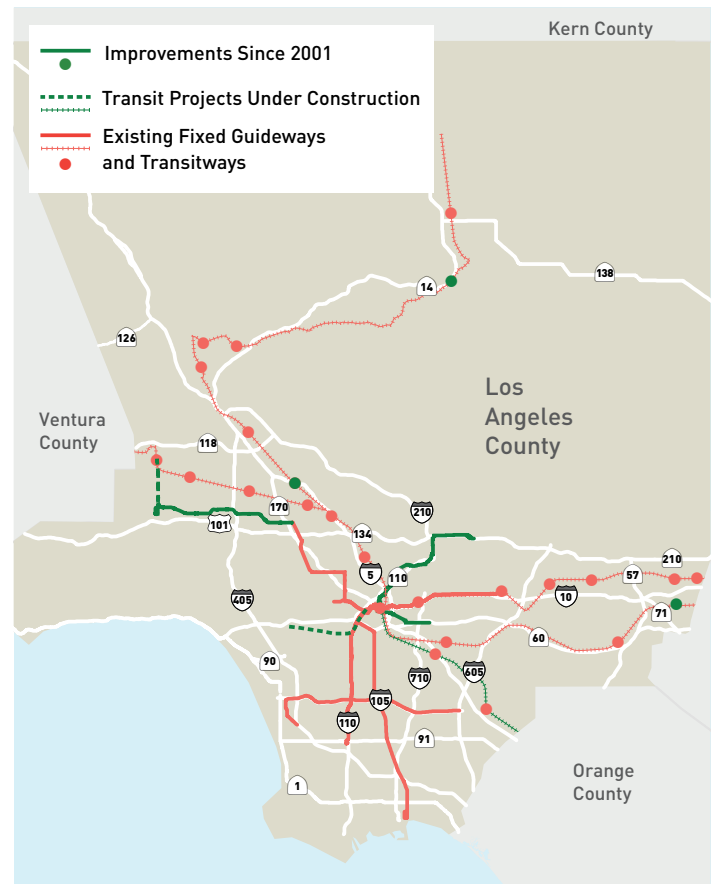 Kern County
Improvements Since 2001
Transit Projects Under Construction
Existing Fixed Guideways
and Transitways
138
14
126
Los
Angeles
County
Ventura
County
118
170
210
101
134
210
5
110
57
10
405
71
60
90
605
710
105
110
91
Orange
County
1